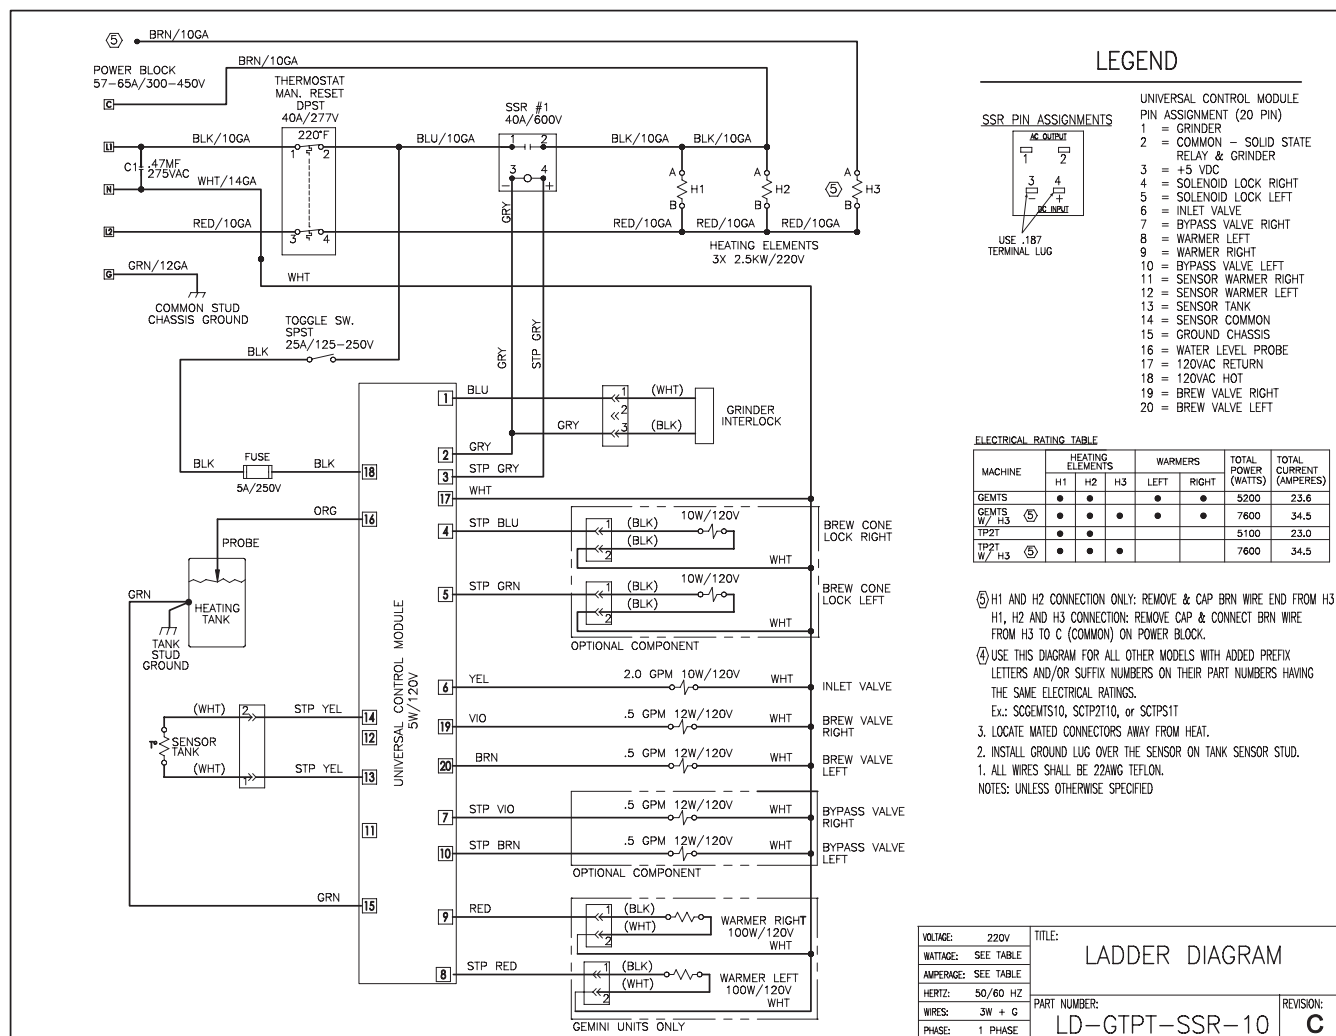 5
BRN/10GA
BRN/10GA
POWER BLOCK
57-65A/300-450V
THERMOSTAT
MAN. RESET
DPST
40A/277V
SSR #1
40A/600V
C
L1
BLK/10GA
220°F
1 2
BLU/10GA
1 2
BLK/10GA
BLK/10GA
C1
.47MF
275VAC
N
WHT/14GA
3 4
- +
A
H1
B
A
H2
B
5
A
H3
B
L2
RED/10GA
3 4
GRY
RED/10GA
RED/10GA
RED/10GA
HEATING ELEMENTS
3X 2.5KW/220V
G
GRN/12GA
WHT
COMMON STUD
CHASSIS GROUND
TOGGLE SW.
SPST
25A/125-250V
BLK
GRY
STP GRY
1
BLU
1
(WHT)
2
GRINDER
INTERLOCK
GRY
3
(BLK)
2
GRY
3
STP GRY
BLK
FUSE
5A/250V
BLK
18
17
WHT
ORG
16
PROBE
HEATING
TANK
GRN
TANK
STUD
GROUND
UNIVERSAL CONTROL MODULE
5W/120V
4
STP BLU
1
(BLK)
10W/120V
2
(BLK)
WHT
BREW CONE
LOCK RIGHT
5
STP GRN
1
(BLK)
10W/120V
2
(BLK)
WHT
BREW CONE
LOCK LEFT
OPTIONAL COMPONENT
6
YEL
2.0 GPM 10W/120V
WHT
INLET VALVE
19
VIO
.5 GPM 12W/120V
WHT
BREW VALVE
RIGHT
20
BRN
.5 GPM 12W/120V
WHT
BREW VALVE
LEFT
(WHT)
2
STP YEL
14
12
T°
SENSOR
TANK
(WHT)
1
STP YEL
13
7
STP VIO
.5 GPM 12W/120V
WHT
BYPASS VALVE
RIGHT
11
10
STP BRN
.5 GPM 12W/120V
WHT
BYPASS VALVE
LEFT
OPTIONAL COMPONENT
GRN
15
9
RED
1
(BLK)
2
(WHT)
WARMER RIGHT
100W/120V
WHT
8
STP RED
1
(BLK)
2
(WHT)
WARMER LEFT
100W/120V
WHT
GEMINI UNITS ONLY
LEGEND
SSR PIN ASSIGNMENTS
AC OUTPUT
1 2
3 4
- +
DC INPUT
USE .187
TERMINAL LUG
UNIVERSAL CONTROL MODULE
PIN ASSIGNMENT (20 PIN)
1 = GRINDER
2 = COMMON - SOLID STATE
RELAY & GRINDER
3 = +5 VDC
4 = SOLENOID LOCK RIGHT
5 = SOLENOID LOCK LEFT
6 = INLET VALVE
7 = BYPASS VALVE RIGHT
8 = WARMER LEFT
9 = WARMER RIGHT
10 = BYPASS VALVE LEFT
11 = SENSOR WARMER RIGHT
12 = SENSOR WARMER LEFT
13 = SENSOR TANK
14 = SENSOR COMMON
15 = GROUND CHASSIS
16 = WATER LEVEL PROBE
17 = 120VAC RETURN
18 = 120VAC HOT
19 = BREW VALVE RIGHT
20 = BREW VALVE LEFT
ELECTRICAL RATING TABLE
MACHINE
HEATING
ELEMENTS
WARMERS
TOTAL
POWER
(WATTS)
TOTAL
CURRENT
(AMPERES)
H1 H2 H3 LEFT RIGHT
GEMTS ● ● ● ● 5200 23.6
GEMTS
W/ H3 5 ● ● ● ● ● 7600 34.5
TP2T ● ● 5100 23.0
TP2T
W/ H3 5 ● ● ● 7600 34.5
5 H1 AND H2 CONNECTION ONLY: REMOVE & CAP BRN WIRE END FROM H3
H1, H2 AND H3 CONNECTION: REMOVE CAP & CONNECT BRN WIRE
FROM H3 TO C (COMMON) ON POWER BLOCK.
4 USE THIS DIAGRAM FOR ALL OTHER MODELS WITH ADDED PREFIX
LETTERS AND/OR SUFFIX NUMBERS ON THEIR PART NUMBERS HAVING
THE SAME ELECTRICAL RATINGS.
Ex.: SCGEMTS10, SCTP2T10, or SCTPS1T
3. LOCATE MATED CONNECTORS AWAY FROM HEAT.
2. INSTALL GROUND LUG OVER THE SENSOR ON TANK SENSOR STUD.
1. ALL WIRES SHALL BE 22AWG TEFLON.
NOTES: UNLESS OTHERWISE SPECIFIED
VOLTAGE: 220V
WATTAGE: SEE TABLE
AMPERAGE: SEE TABLE
HERTZ: 50/60 HZ
WIRES: 3W + G
PHASE: 1 PHASE
TITLE:
LADDER DIAGRAM
PART NUMBER:
LD-GTPT-SSR-10
REVISION:
C